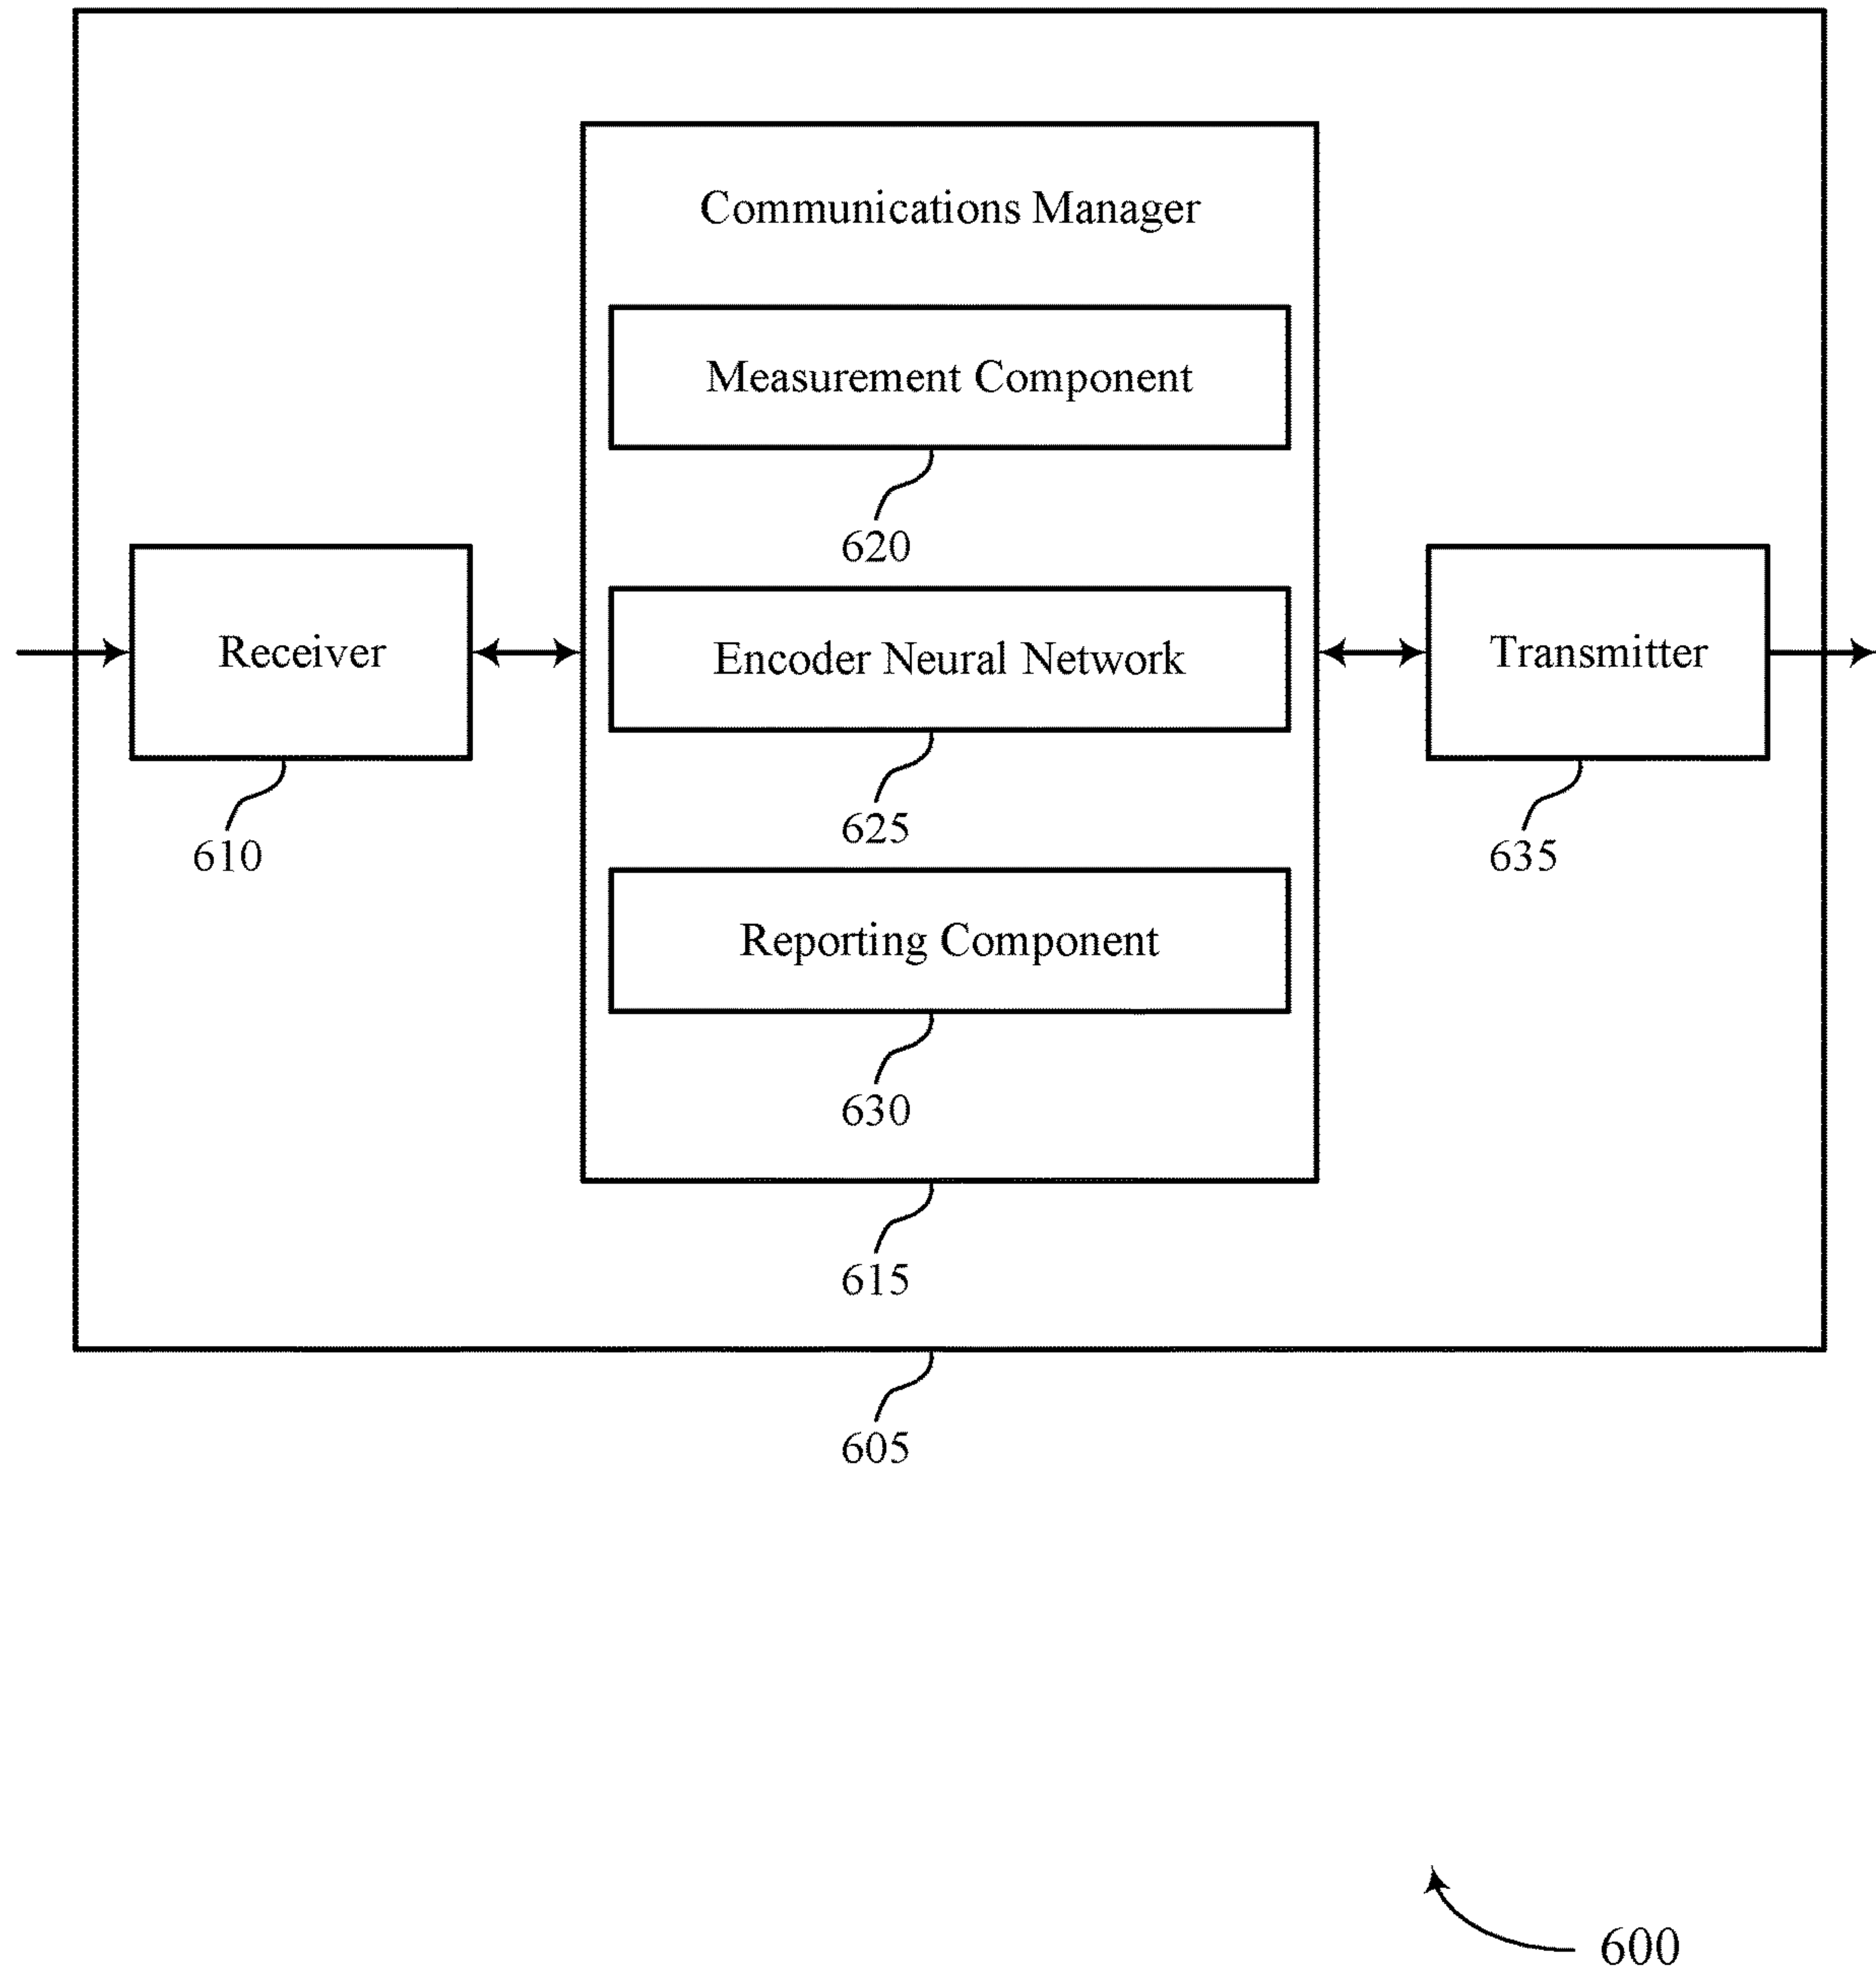 Communications Manager
Measurement Component
620
Receiver
610
Encoder Neural Network
625
Transmitter
635
Reporting Component
630
615
605
600